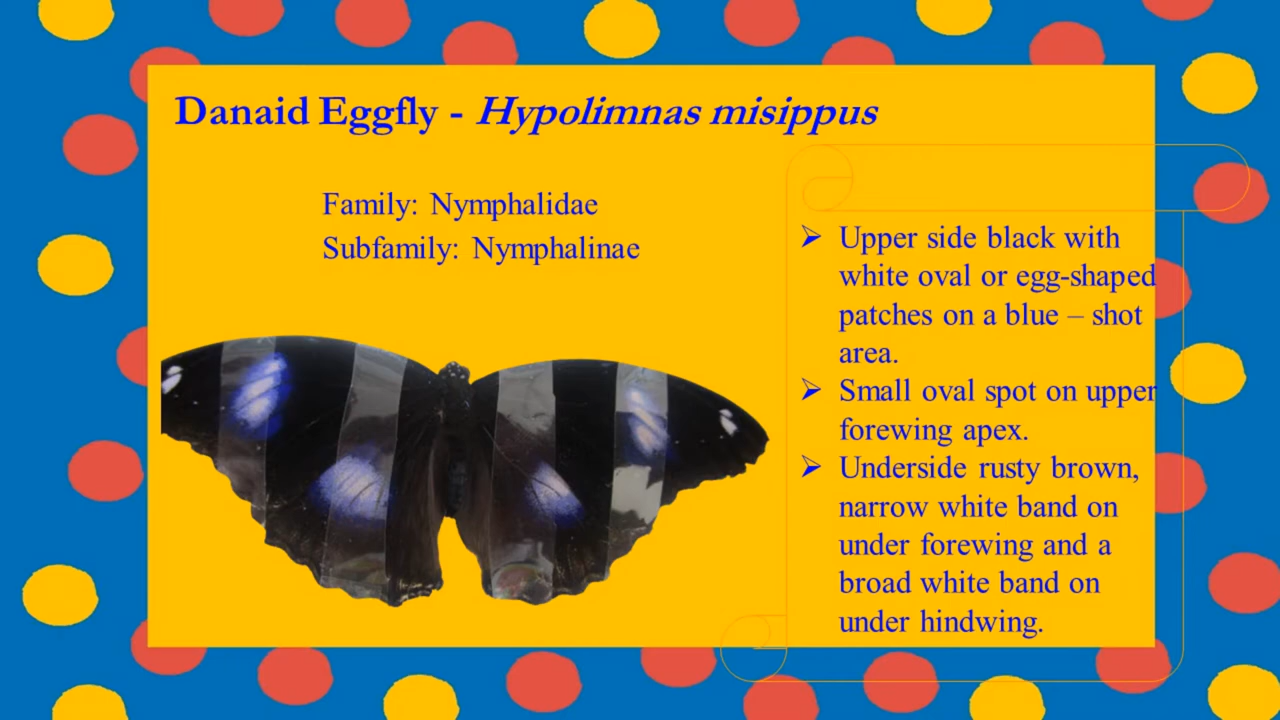 Danaid Eggfly - Hypolimnas misippus
Family: Nymphalidae
Subfamily: Nymphalinae
➢ Upper side black with
white oval or egg-shaped
patches on a blue – shot
area.
➢ Small oval spot on upper
forewing apex.
➢ Underside rusty brown,
narrow white band on
under forewing and a
broad white band on
under hindwing.